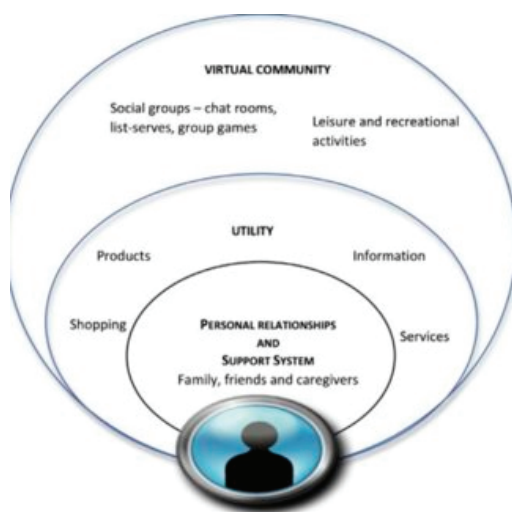 VIRTUAL COMMUNITY
Social groups – chat rooms,
list-serves, group games
Leisure and recreational
activities
UTILITY
Products
Information
Shopping
Services
PERSONAL RELATIONSHIPS
AND
SUPPORT SYSTEM
Family, friends and caregivers